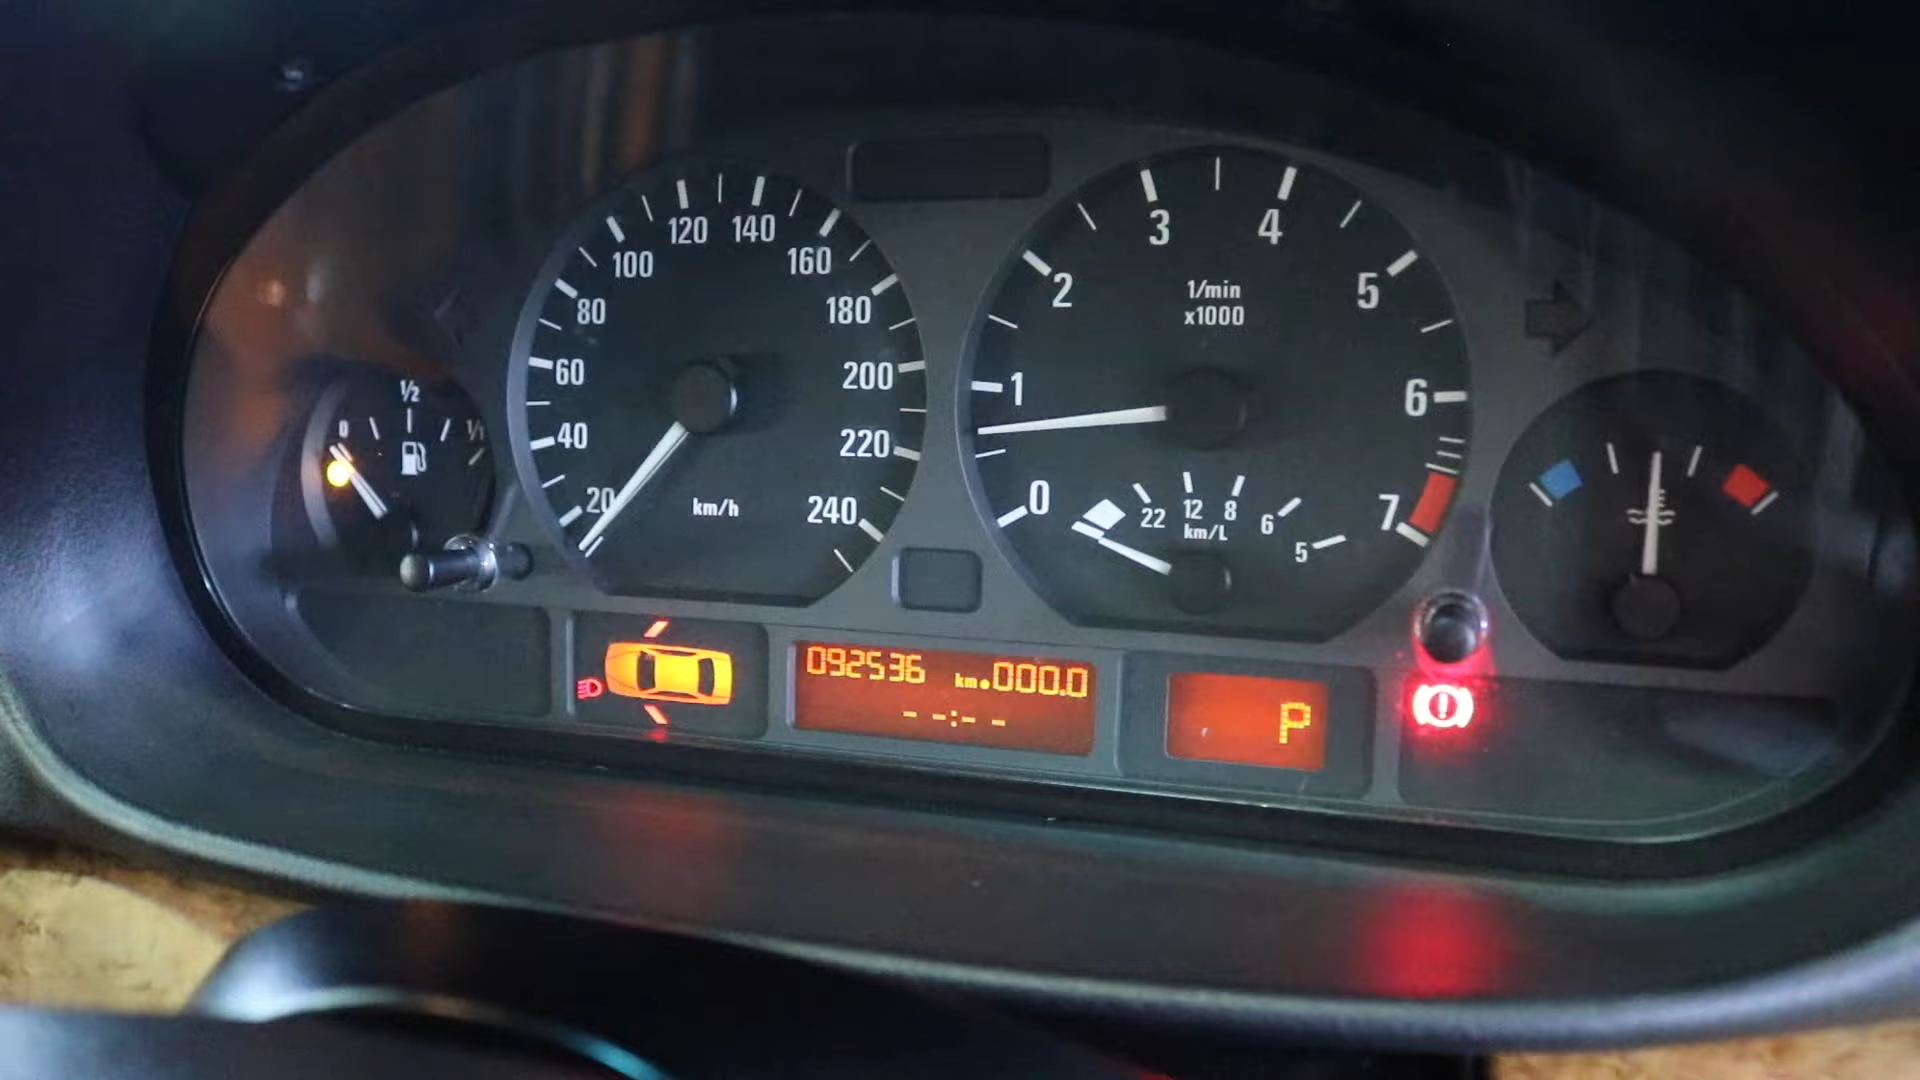 0 1/2 1/1
20 40 60 80 100 120 140 160 180 200 220 240
km/h
0 1 2 3 4 5 6 7
1/min
x1000
22 12 8 6 5
km/L
092536 km 000.0
--:--
P